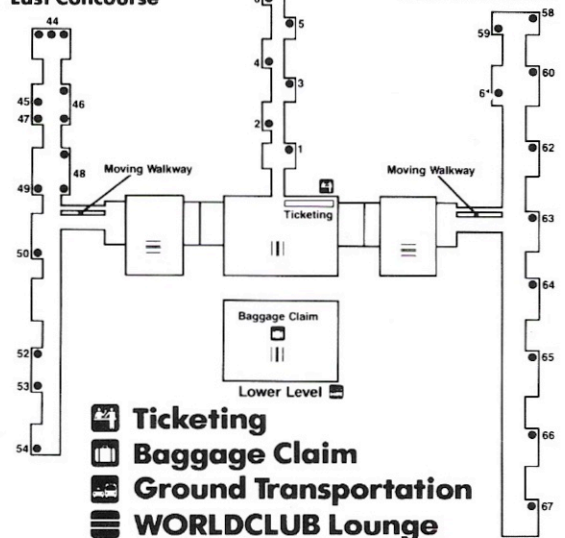 East Concourse
44
58
59
5
4
60
45
46
3
61
47
2
62
1
48
Moving Walkway
Moving Walkway
49
Ticketing
63
50
64
Baggage Claim
52
65
53
Lower Level
Ticketing
Baggage Claim
66
54
Ground Transportation
WORLDCLUB Lounge
67